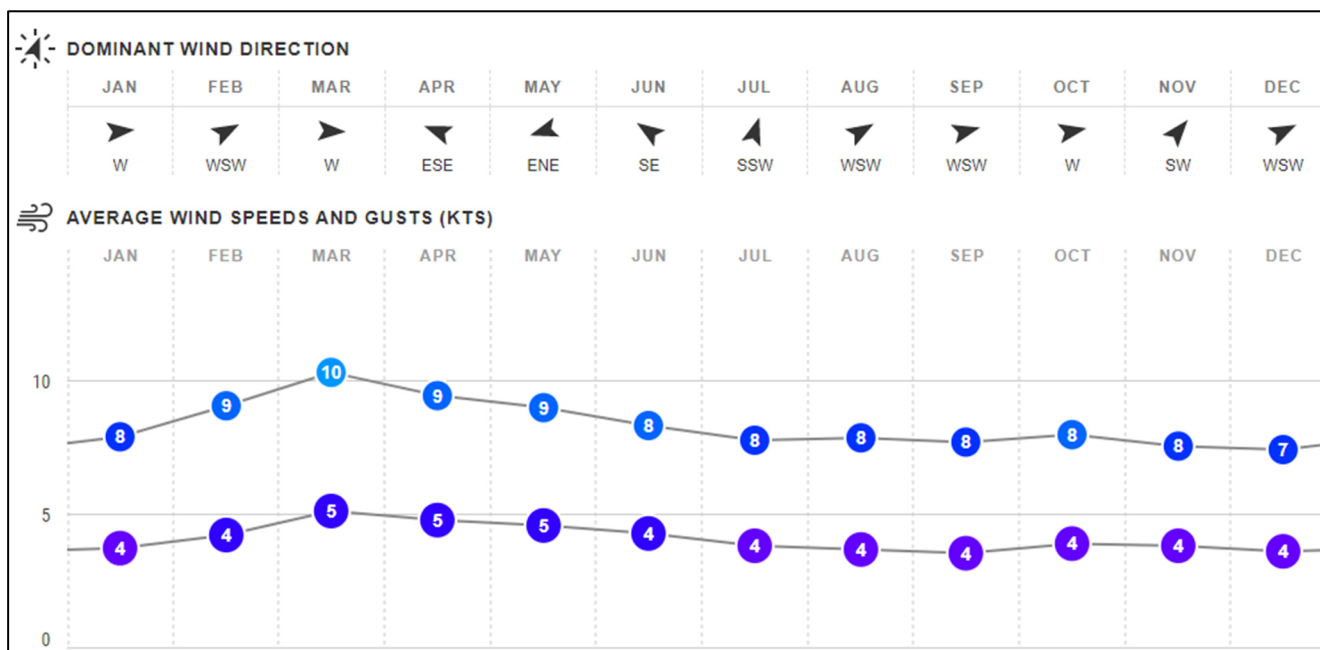 DOMINANT WIND DIRECTION
JAN FEB MAR APR MAY JUN JUL AUG SEP OCT NOV DEC
W WSW W ESE ENE SE SSW WSW WSW W SW WSW
AVERAGE WIND SPEEDS AND GUSTS (KTS)
JAN FEB MAR APR MAY JUN JUL AUG SEP OCT NOV DEC
10
8 9 10 9 9 8 8 8 8 8 8 7
5
4 4 5 5 5 4 4 4 4 4 4 4
0